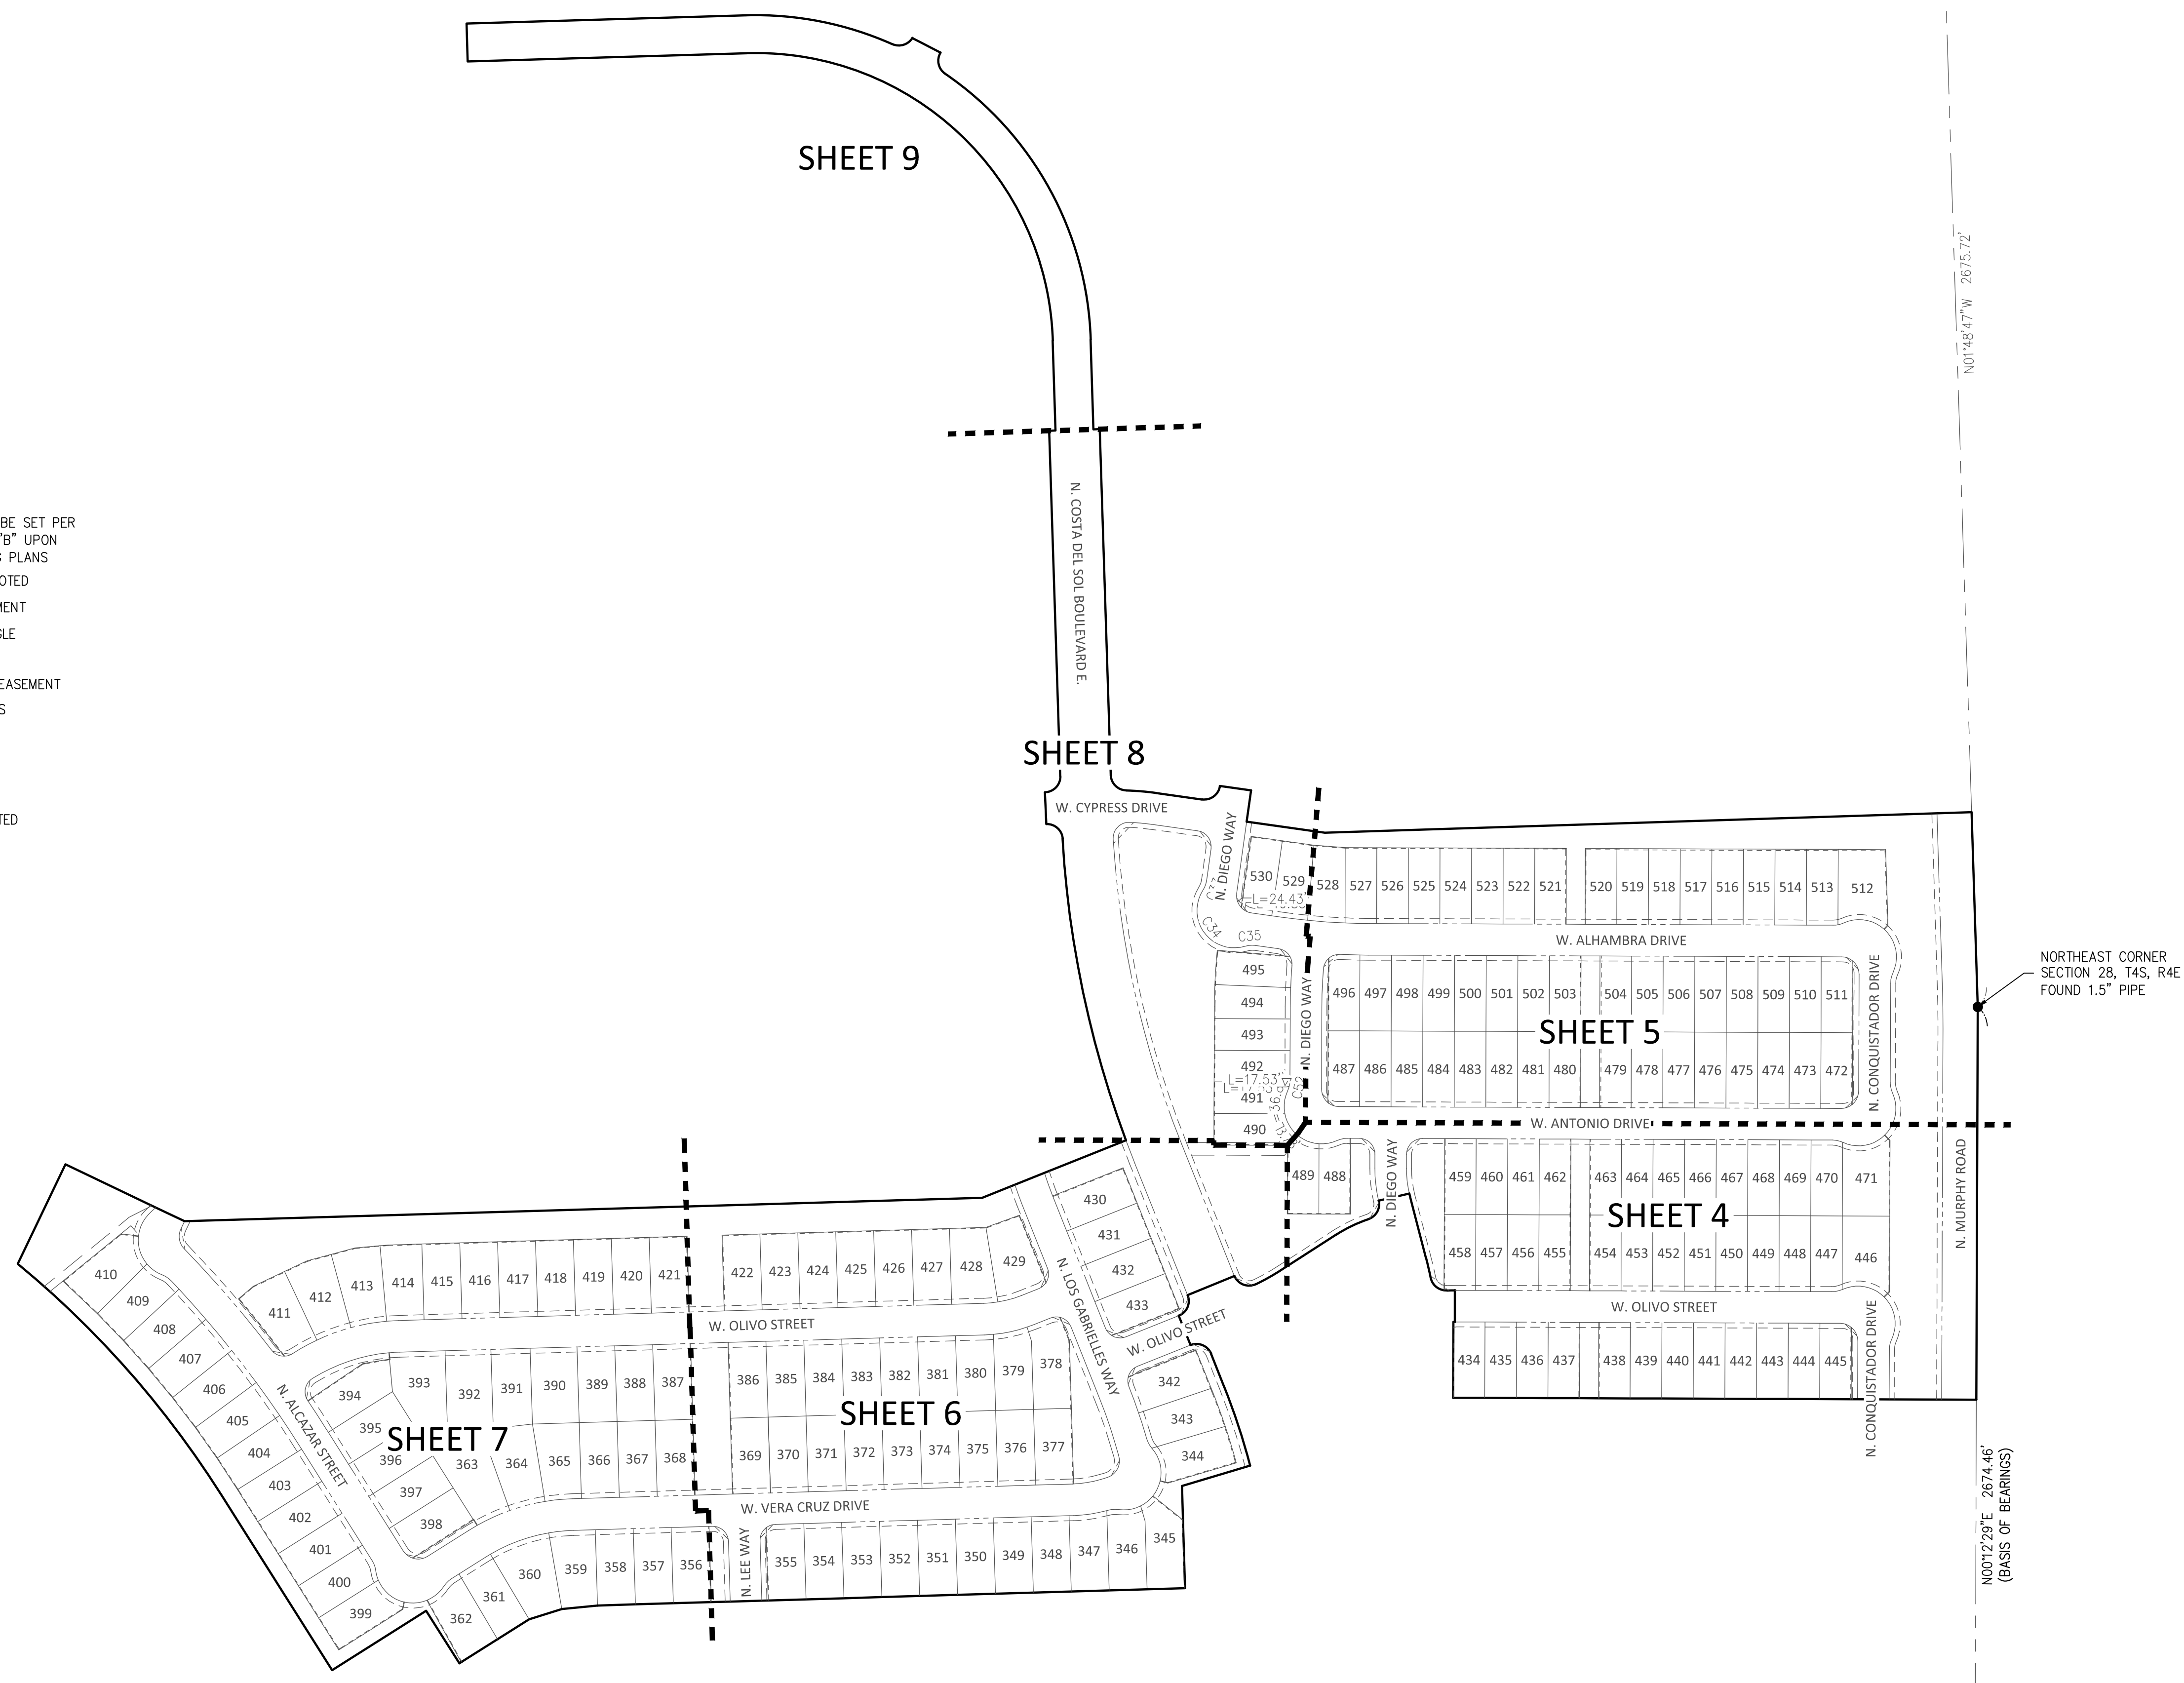 SHEET 9
N01°48'47"W 2675.72'
BE SET PER
"B" UPON
S PLANS
OTED
MENT
GLE
EASEMENT
S
TED
N. COSTA DEL SOL BOULEVARD E.
SHEET 8
W. CYPRESS DRIVE
N. DIEGO WAY
530 529 528 527 526 525 524 523 522 521 520 519 518 517 516 515 514 513 512
L=24.43'
C34
C35
W. ALHAMBRA DRIVE
NORTHEAST CORNER
SECTION 28, T4S, R4E
FOUND 1.5" PIPE
495
494
493
492
491
490
L=17.53'
C52
N. DIEGO WAY
496 497 498 499 500 501 502 503 504 505 506 507 508 509 510 511
SHEET 5
487 486 485 484 483 482 481 480 479 478 477 476 475 474 473 472
N. CONQUISTADOR DRIVE
W. ANTONIO DRIVE
489 488
N. DIEGO WAY
459 460 461 462 463 464 465 466 467 468 469 470 471
SHEET 4
458 457 456 455 454 453 452 451 450 449 448 447 446
N. MURPHY ROAD
W. OLIVO STREET
434 435 436 437 438 439 440 441 442 443 444 445
N. CONQUISTADOR DRIVE
N00°12'29"E 2674.46'
(BASIS OF BEARINGS)
430
431
432
433
N. LOS GABRIELLES WAY
W. OLIVO STREET
342
343
344
410
409
408
407
406
405
404
403
402
401
400
399
N. ALCAZAR STREET
411 412 413 414 415 416 417 418 419 420 421 422 423 424 425 426 427 428 429
W. OLIVO STREET
394 393 392 391 390 389 388 387 386 385 384 383 382 381 380 379 378
395
SHEET 7
SHEET 6
396 363 364 365 366 367 368 369 370 371 372 373 374 375 376 377
397
398
W. VERA CRUZ DRIVE
N. LEE WAY
362 361 360 359 358 357 356 355 354 353 352 351 350 349 348 347 346 345